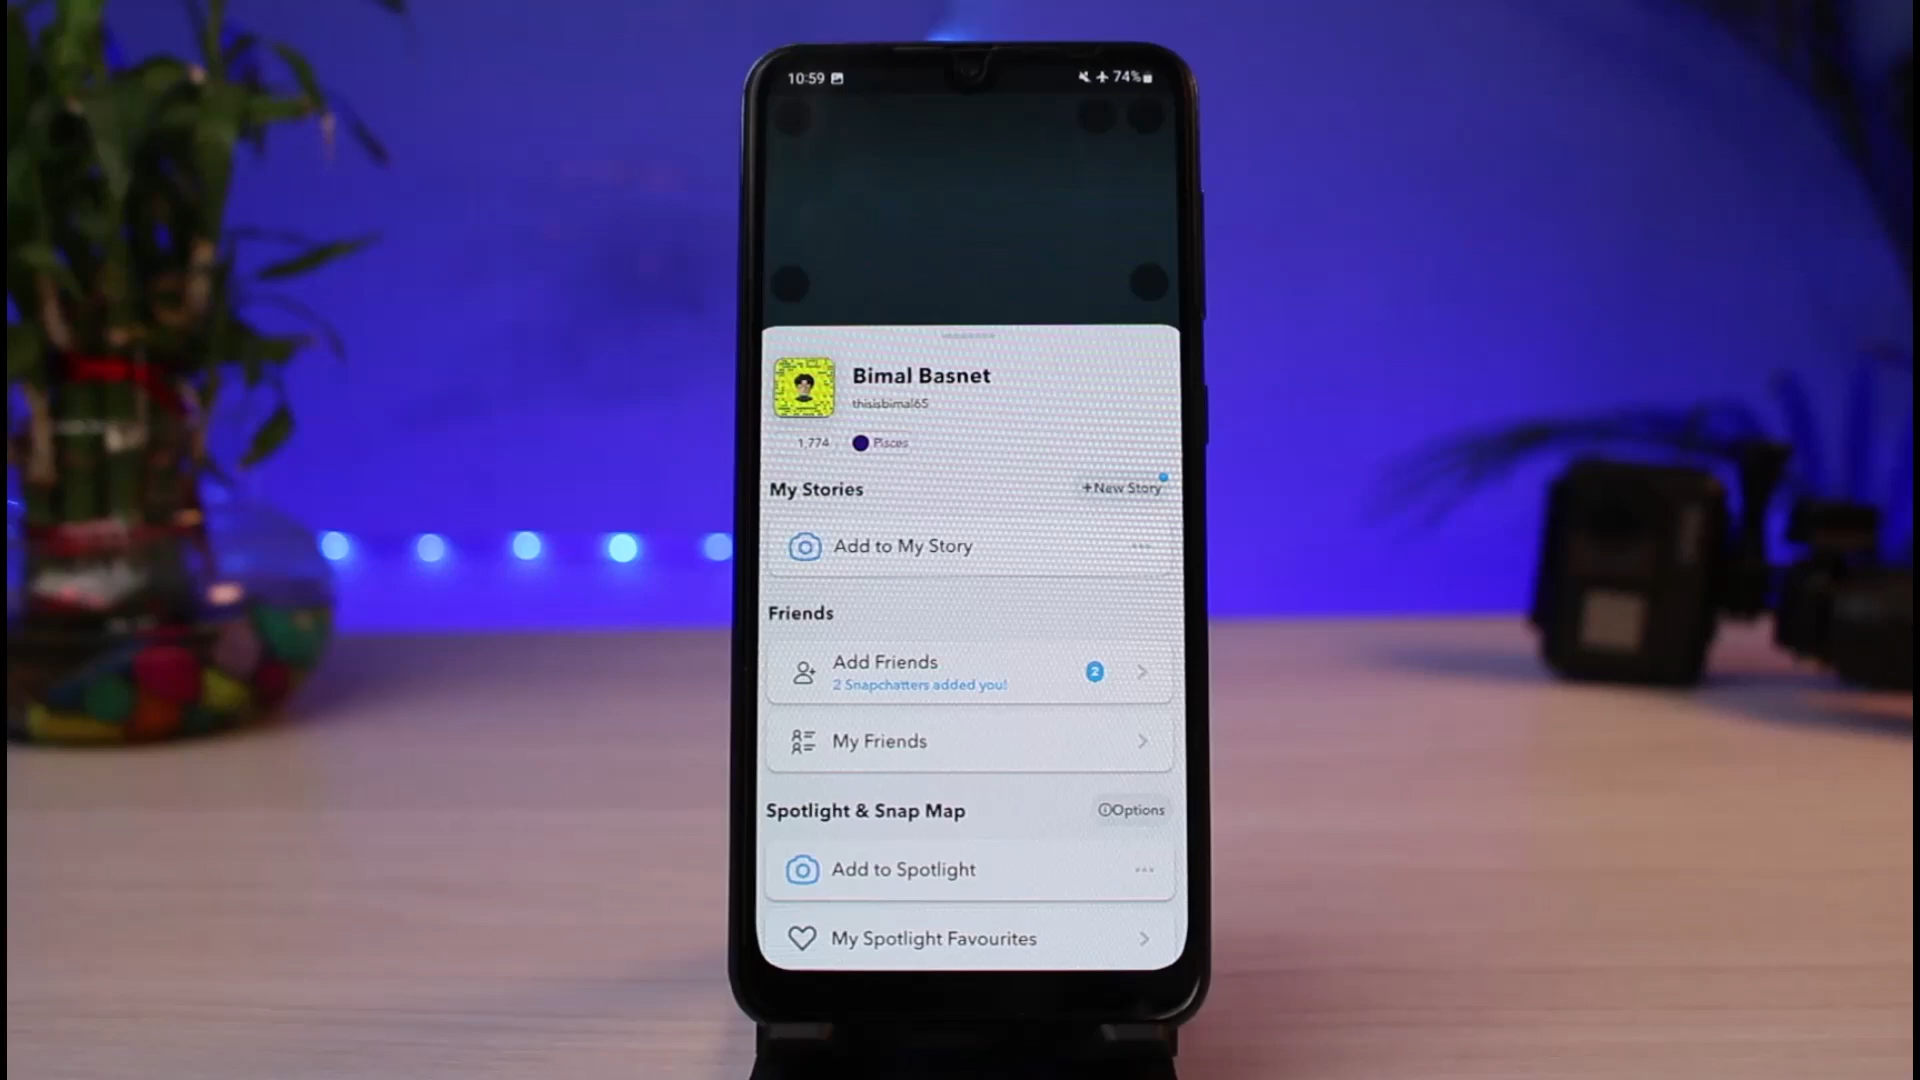 10:59 74%
Bimal Basnet
thisisbimal65
1,774 Pisces
My Stories +New Story
Add to My Story
Friends
Add Friends
2 Snapchatters added you!
2
My Friends
Spotlight & Snap Map Options
Add to Spotlight
My Spotlight Favourites